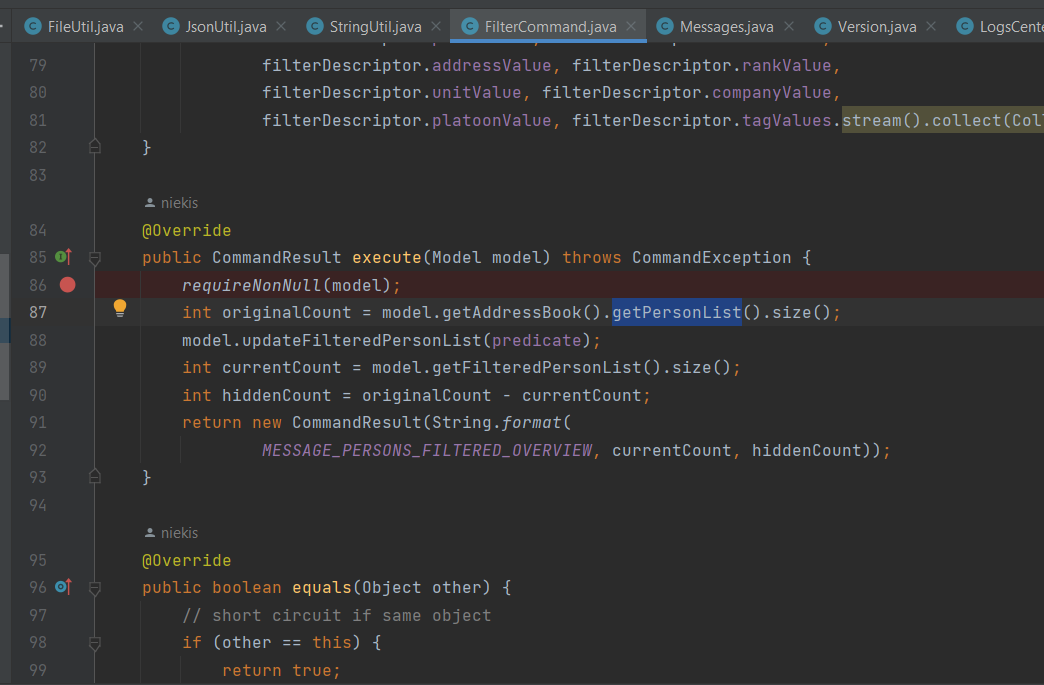 FileUtil.java JsonUtil.java StringUtil.java FilterCommand.java Messages.java Version.java LogsCente
79 filterDescriptor.addressValue, filterDescriptor.rankValue,
80 filterDescriptor.unitValue, filterDescriptor.companyValue,
81 filterDescriptor.platoonValue, filterDescriptor.tagValues.stream().collect(Coll
82 }
83
niekis
84 @Override
85 public CommandResult execute(Model model) throws CommandException {
86 requireNonNull(model);
87 int originalCount = model.getAddressBook().getPersonList().size();
88 model.updateFilteredPersonList(predicate);
89 int currentCount = model.getFilteredPersonList().size();
90 int hiddenCount = originalCount - currentCount;
91 return new CommandResult(String.format(
92 MESSAGE_PERSONS_FILTERED_OVERVIEW, currentCount, hiddenCount));
93 }
94
niekis
95 @Override
96 public boolean equals(Object other) {
97 // short circuit if same object
98 if (other == this) {
99 return true;